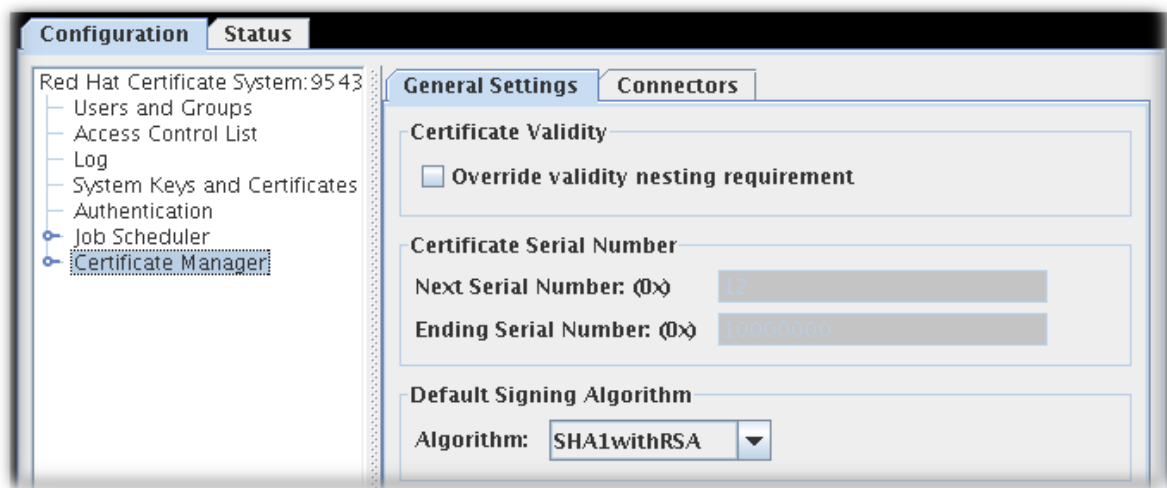 Configuration Status
Red Hat Certificate System:9543
Users and Groups
Access Control List
Log
System Keys and Certificates
Authentication
Job Scheduler
Certificate Manager
General Settings Connectors
Certificate Validity
Override validity nesting requirement
Certificate Serial Number
Next Serial Number: (0x) 12
Ending Serial Number: (0x) 10000000
Default Signing Algorithm
Algorithm: SHA1withRSA